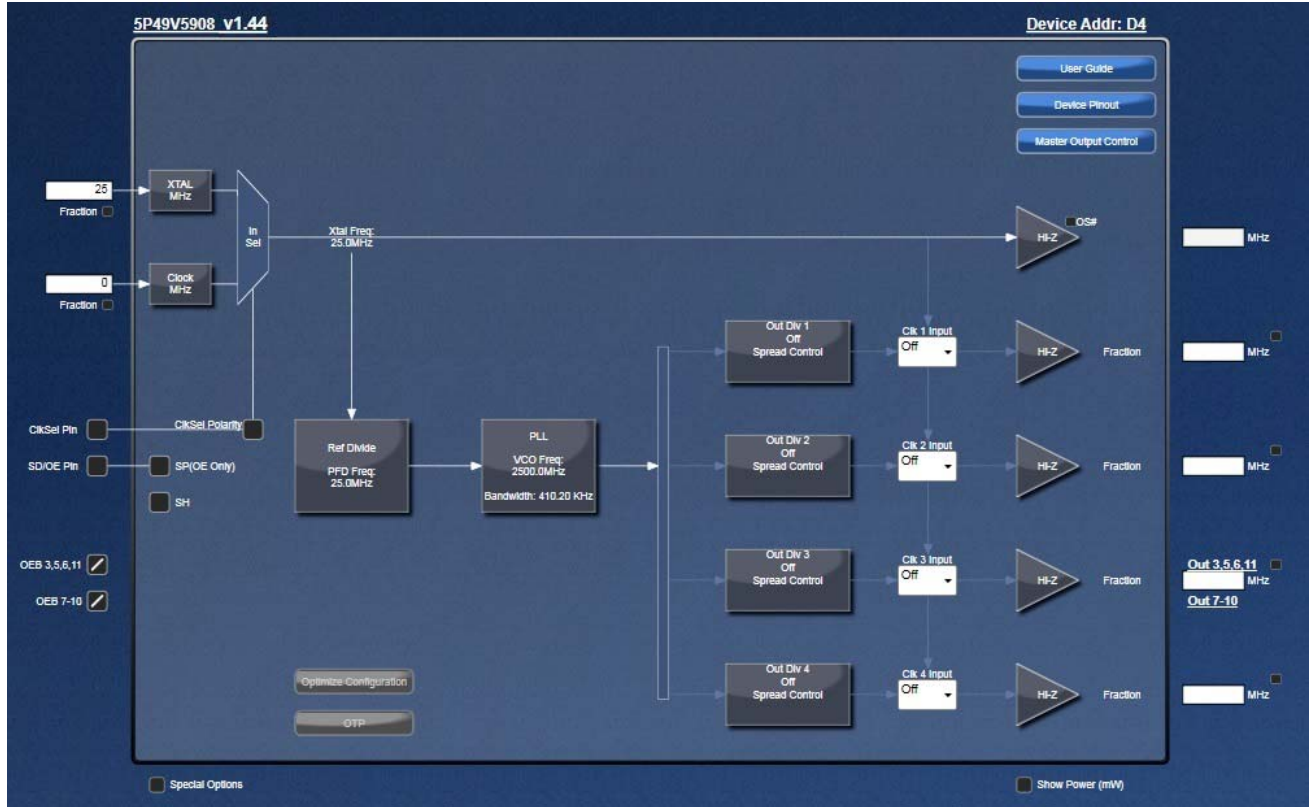 5P49V5908 v1.44
Device Addr: D4
User Guide
Device Pinout
Master Output Control
25
XTAL
MHz
Fraction
In
Sel
Xtal Freq:
25.0MHz
OS#
HI-Z
MHz
0
Clock
MHz
Fraction
Out Div 1
Off
Spread Control
Clk 1 Input
Off
HI-Z
Fraction
MHz
ClkSel Pin
ClkSel Polarity
SD/OE Pin
SP(OE Only)
SH
Ref Divide
PFD Freq:
25.0MHz
PLL
VCO Freq:
2500.0MHz
Bandwidth: 410.20 KHz
Out Div 2
Off
Spread Control
Clk 2 Input
Off
HI-Z
Fraction
MHz
OEB 3,5,6,11
OEB 7-10
Out Div 3
Off
Spread Control
Clk 3 Input
Off
HI-Z
Fraction
Out 3,5,6,11
MHz
Out 7-10
Optimize Configuration
OTP
Out Div 4
Off
Spread Control
Clk 4 Input
Off
HI-Z
Fraction
MHz
Special Options
Show Power (mW)